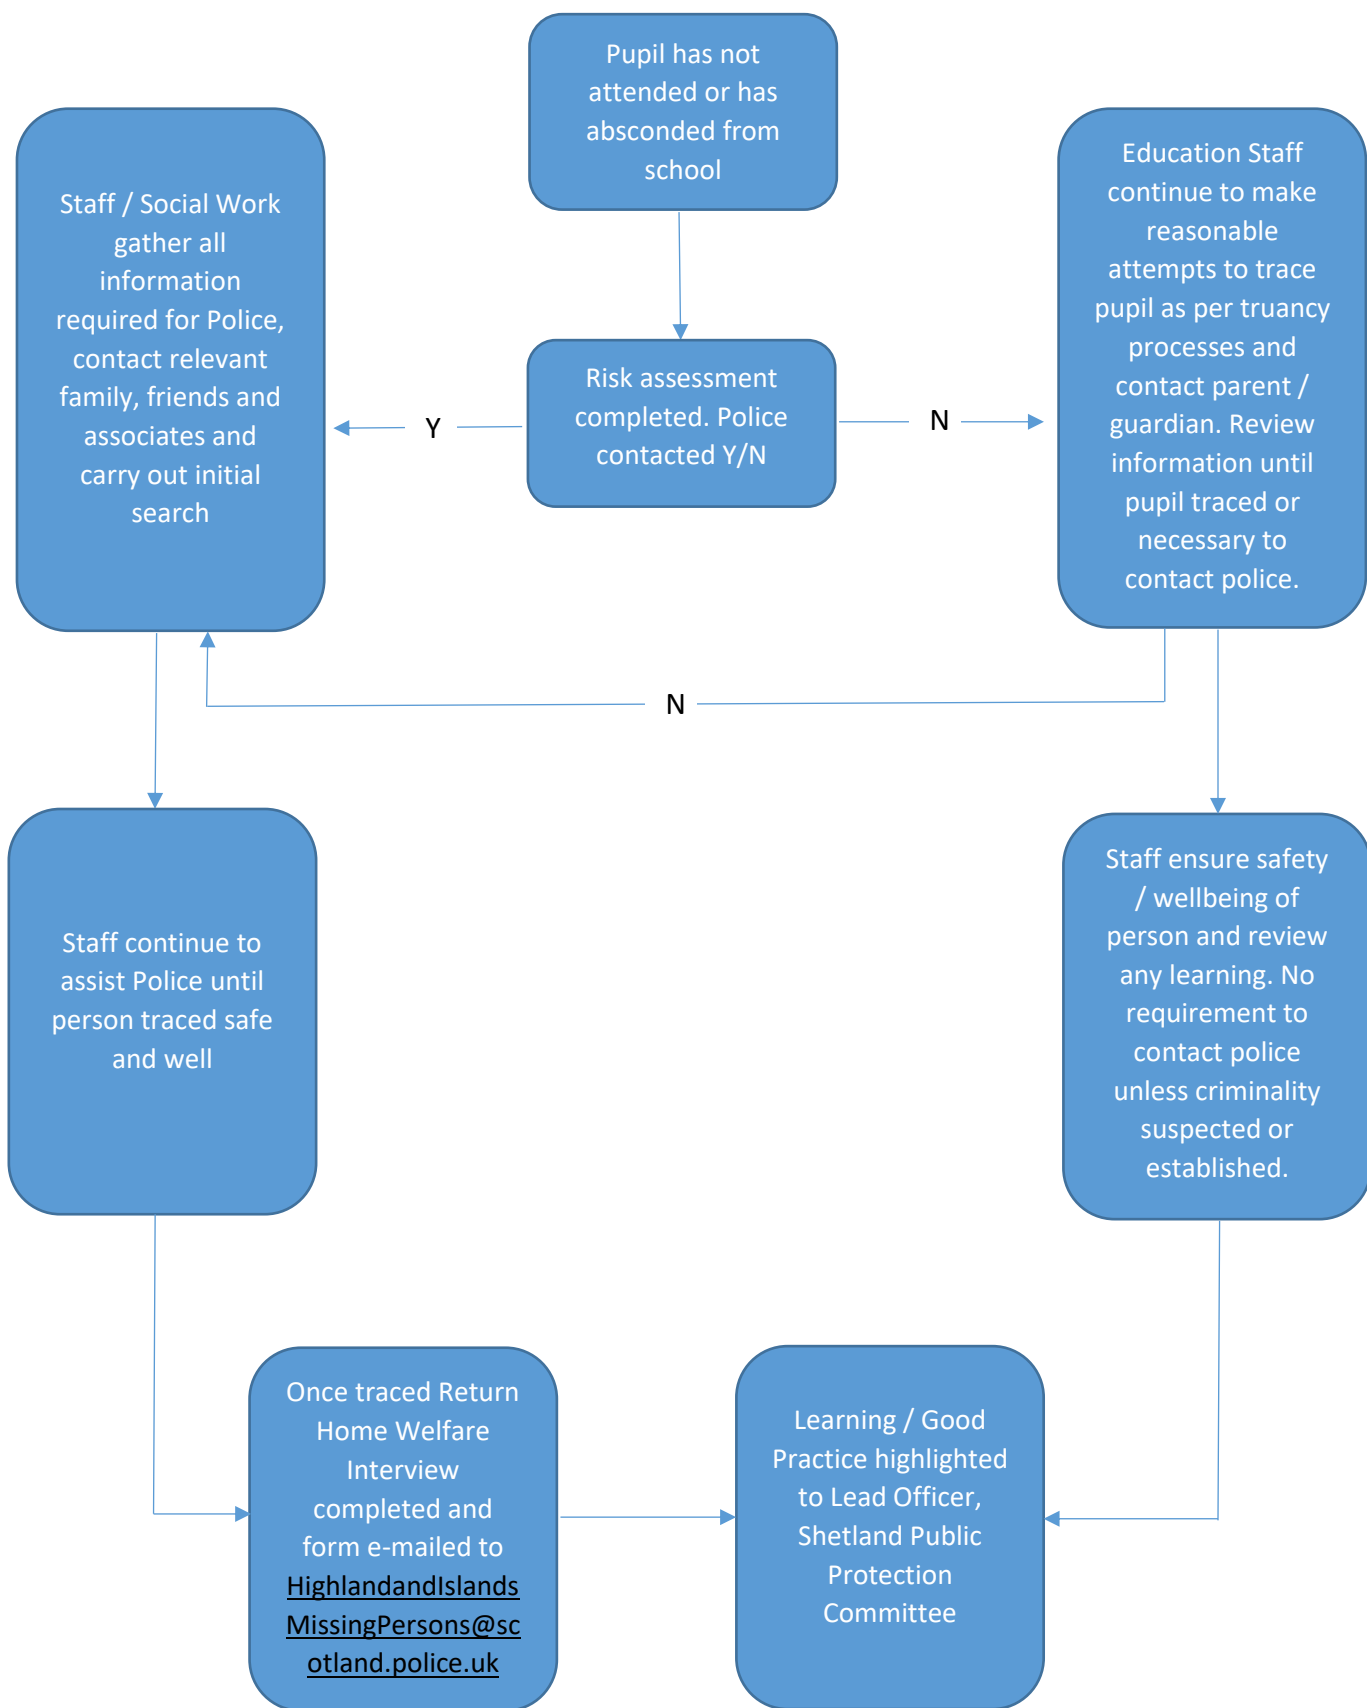 Pupil has not
attended or has
absconded from
school
Staff / Social Work
gather all
information
required for Police,
contact relevant
family, friends and
associates and
carry out initial
search
Y
Risk assessment
completed. Police
contacted Y/N
N
Education Staff
continue to make
reasonable
attempts to trace
pupil as per truancy
processes and
contact parent /
guardian. Review
information until
pupil traced or
necessary to
contact police.
N
Staff continue to
assist Police until
person traced safe
and well
Staff ensure safety
/ wellbeing of
person and review
any learning. No
requirement to
contact police
unless criminality
suspected or
established.
Once traced Return
Home Welfare
Interview
completed and
form e-mailed to
HighlandandIslands
MissingPersons@sc
otland.police.uk
Learning / Good
Practice highlighted
to Lead Officer,
Shetland Public
Protection
Committee